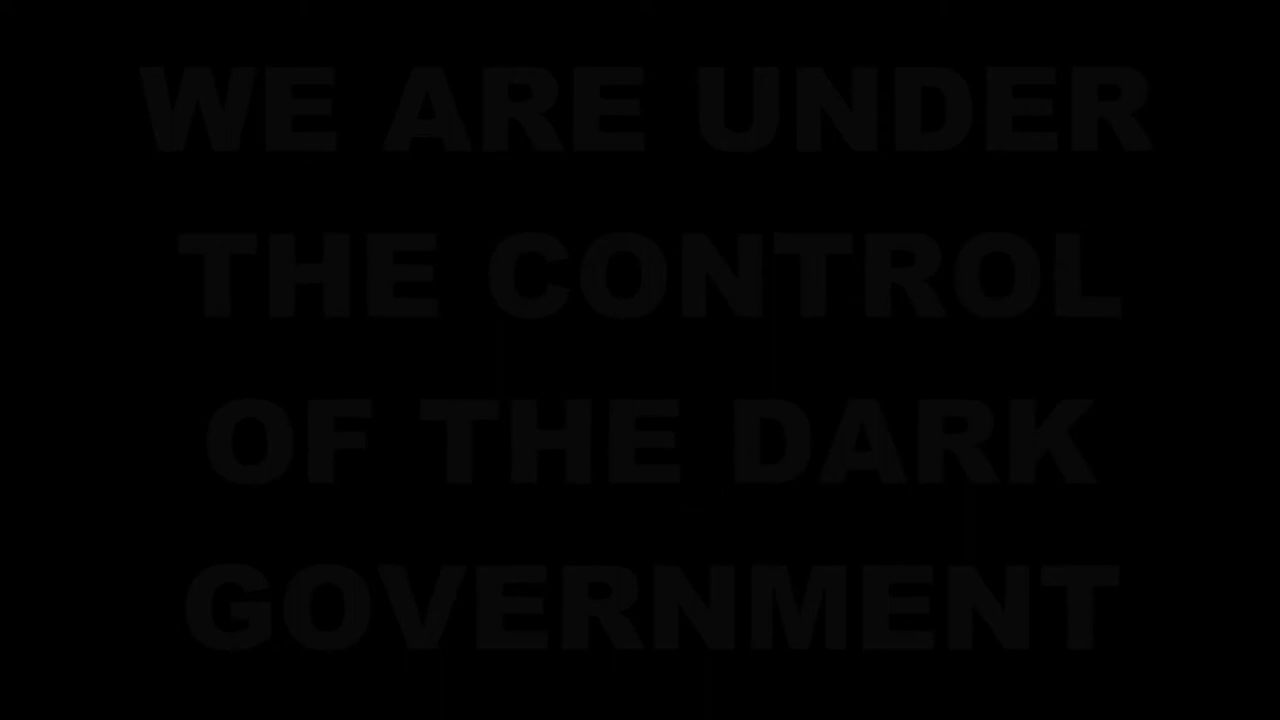 WE ARE UNDER
THE CONTROL
OF THE DARK
GOVERNMENT